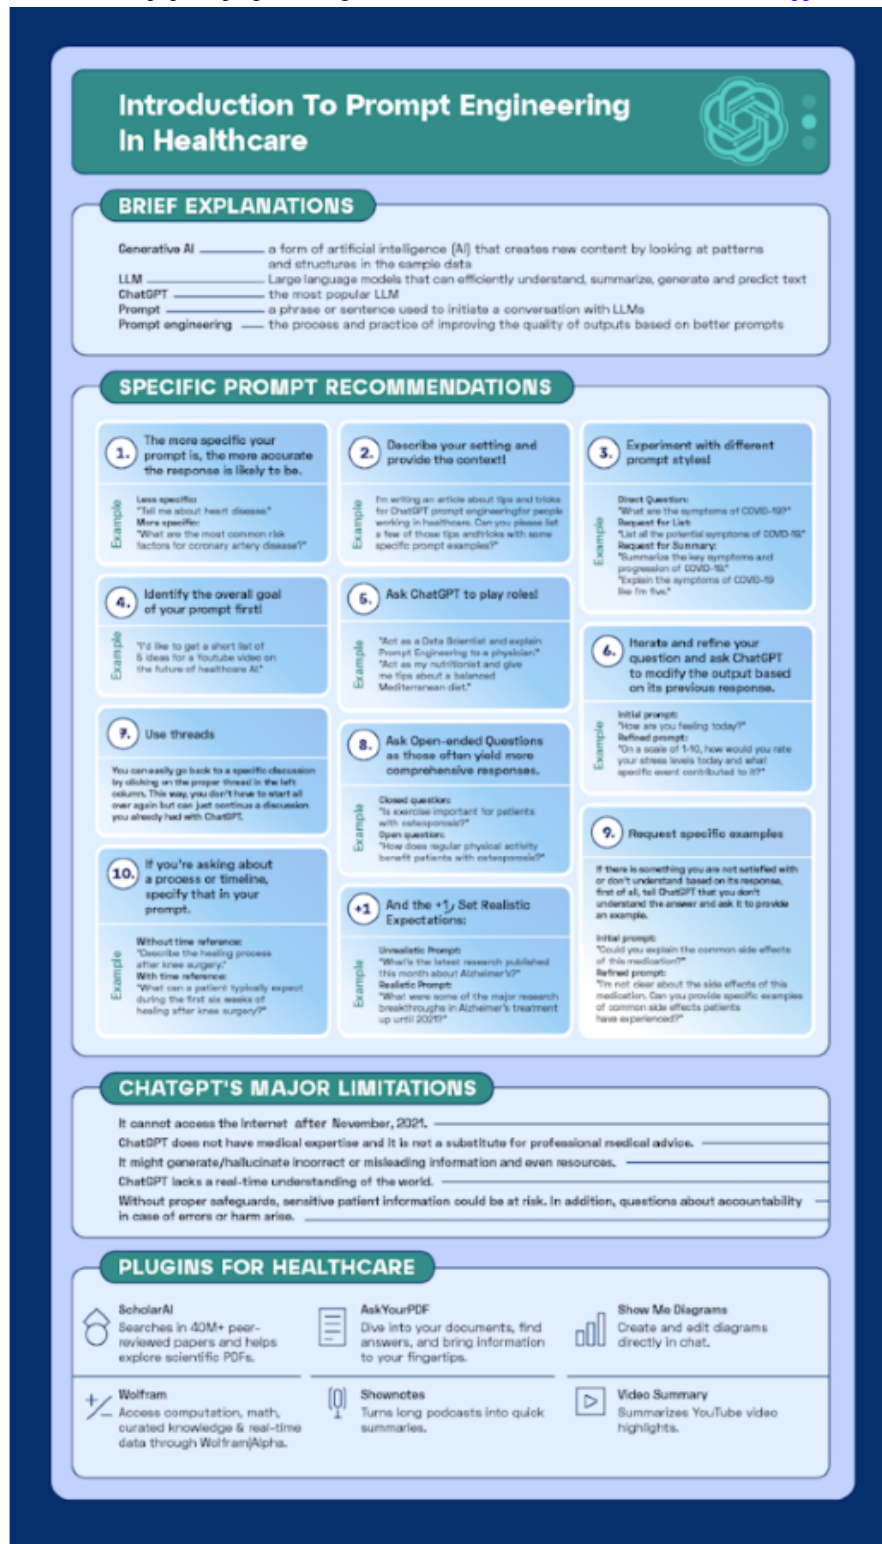 Introduction To Prompt Engineering
In Healthcare
BRIEF EXPLANATIONS
Generative AI a form of artificial intelligence (AI) that creates new content by looking at patterns
and structures in the sample data
LLM Large language models that can efficiently understand, summarize, generate and predict text
ChatGPT the most popular LLM
Prompt a phrase or sentence used to initiate a conversation with LLMs
Prompt engineering the process and practice of improving the quality of outputs based on better prompts
SPECIFIC PROMPT RECOMMENDATIONS
1. The more specific your
prompt is, the more accurate
the response is likely to be.
Example
Less specific:
"Tell me about heart disease."
More specific:
"What are the most common risk
factors for coronary artery disease?"
2. Describe your setting and
provide the context!
Example
I'm writing an article about tips and tricks
for ChatGPT prompt engineeringfor people
working in healthcare. Can you please list
a few of those tips andtricks with some
specific prompt examples?"
3. Experiment with different
prompt styles!
Example
Direct Question:
"What are the symptoms of COVID-19?"
Request for List:
"List all the potential symptoms of COVID-19."
Request for Summary:
"Summarize the key symptoms and
progression of COVID-19."
"Explain the symptoms of COVID-19
like I'm five."
4. Identify the overall goal
of your prompt first!
Example
"I'd like to get a short list of
5 ideas for a Youtube video on
the future of healthcare AI."
5. Ask ChatGPT to play roles!
Example
"Act as a Data Scientist and explain
Prompt Engineering to a physician."
"Act as my nutritionist and give
me tips about a balanced
Mediterranean diet."
6. Iterate and refine your
question and ask ChatGPT
to modify the output based
on its previous response.
Example
Initial prompt:
"How are you feeling today?"
Refined prompt:
"On a scale of 1-10, how would you rate
your stress levels today and what
specific event contributed to it?"
7. Use threads
You can easily go back to a specific discussion
by clicking on the proper thread in the left
column. This way, you don't have to start all
over again but can just continue a discussion
you already had with ChatGPT.
8. Ask Open-ended Questions
as those often yield more
comprehensive responses.
Example
Closed question:
"Is exercise important for patients
with osteoporosis?"
Open question:
"How does regular physical activity
benefit patients with osteoporosis?"
9. Request specific examples
If there is something you are not satisfied with
or don't understand based on its response,
first of all, tell ChatGPT that you don't
understand the answer and ask it to provide
an example.
Initial prompt:
"Could you explain the common side effects
of this medication?"
Refined prompt:
"I'm not clear about the side effects of this
medication. Can you provide specific examples
of common side effects patients
have experienced?"
10. If you're asking about
a process or timeline,
specify that in your
prompt.
Example
Without time reference:
"Describe the healing process
after knee surgery."
With time reference:
"What can a patient typically expect
during the first six weeks of
healing after knee surgery?"
+1 And the +1, Set Realistic
Expectations:
Example
Unrealistic Prompt:
"What's the latest research published
this month about Alzheimer's?"
Realistic Prompt:
"What were some of the major research
breakthroughs in Alzheimer's treatment
up until 2021?"
CHATGPT'S MAJOR LIMITATIONS
It cannot access the Internet after November, 2021.
ChatGPT does not have medical expertise and it is not a substitute for professional medical advice.
It might generate/hallucinate incorrect or misleading information and even resources.
ChatGPT lacks a real-time understanding of the world.
Without proper safeguards, sensitive patient information could be at risk. In addition, questions about accountability
in case of errors or harm arise.
PLUGINS FOR HEALTHCARE
ScholarAI
Searches in 40M+ peer-
reviewed papers and helps
explore scientific PDFs.
AskYourPDF
Dive into your documents, find
answers, and bring information
to your fingertips.
Show Me Diagrams
Create and edit diagrams
directly in chat.
Wolfram
Access computation, math,
curated knowledge & real-time
data through Wolfram|Alpha.
Shownotes
Turns long podcasts into quick
summaries.
Video Summary
Summarizes YouTube video
highlights.